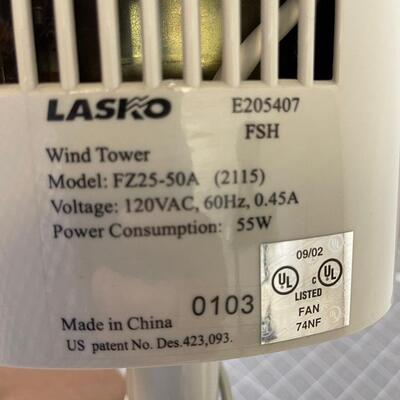 LASKO E205407
FSH
Wind Tower
Model: FZ25-50A (2115)
Voltage: 120VAC, 60Hz, 0.45A
Power Consumption: 55W
09/02
UL c UL
LISTED
FAN
74NF
0103
Made in China
US patent No. Des.423,093.